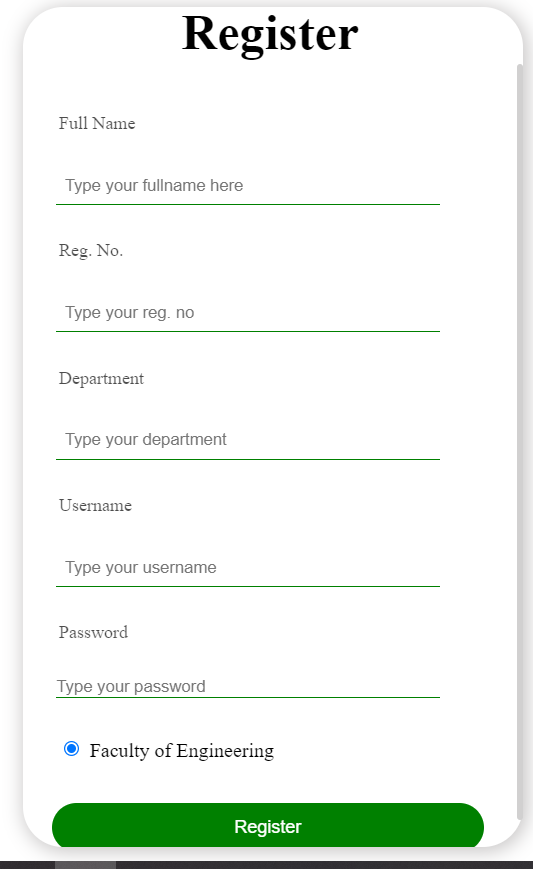 Register
Full Name
Type your fullname here
Reg. No.
Type your reg. no
Department
Type your department
Username
Type your username
Password
Type your password
Faculty of Engineering
Register